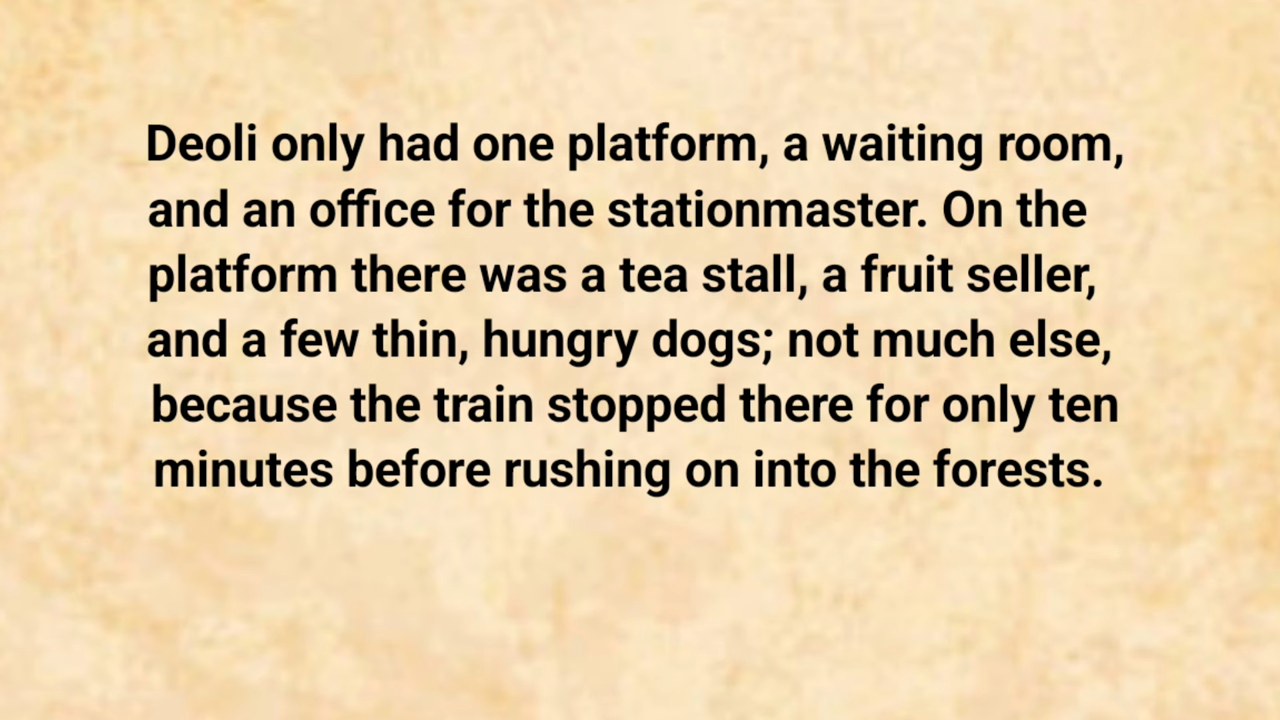 Deoli only had one platform, a waiting room,
and an office for the stationmaster. On the
platform there was a tea stall, a fruit seller,
and a few thin, hungry dogs; not much else,
because the train stopped there for only ten
minutes before rushing on into the forests.